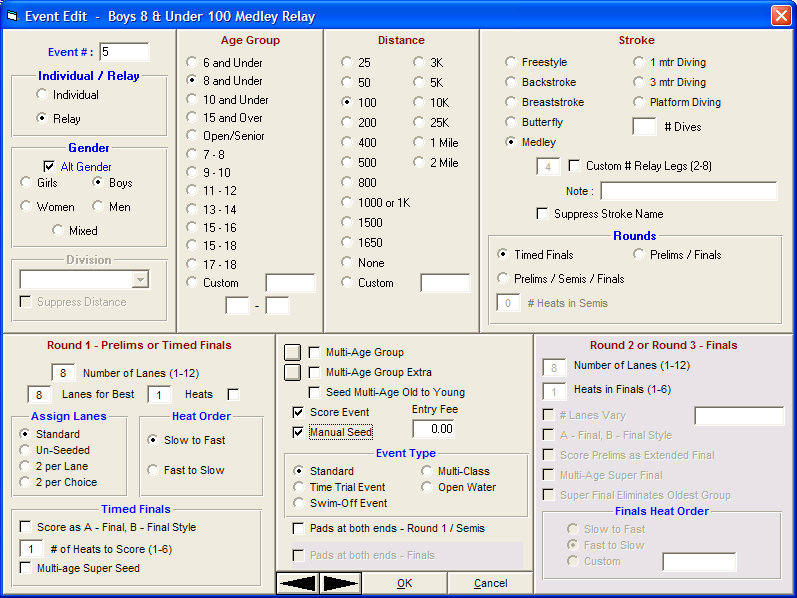 Event Edit - Boys 8 & Under 100 Medley Relay
Event # : 5
Individual / Relay
Individual
Relay
Gender
Alt Gender
Girls Boys
Women Men
Mixed
Division
Suppress Distance
Age Group
6 and Under
8 and Under
10 and Under
15 and Over
Open/Senior
7 - 8
9 - 10
11 - 12
13 - 14
15 - 16
15 - 18
17 - 18
Custom
-
Distance
25 3K
50 5K
100 10K
200 25K
400 1 Mile
500 2 Mile
800
1000 or 1K
1500
1650
None
Custom
Stroke
Freestyle 1 mtr Diving
Backstroke 3 mtr Diving
Breaststroke Platform Diving
Butterfly # Dives
Medley
4 Custom # Relay Legs (2-8)
Note :
Suppress Stroke Name
Rounds
Timed Finals Prelims / Finals
Prelims / Semis / Finals
0 # Heats in Semis
Round 1 - Prelims or Timed Finals
8 Number of Lanes (1-12)
8 Lanes for Best 1 Heats
Assign Lanes
Standard
Un-Seeded
2 per Lane
2 per Choice
Heat Order
Slow to Fast
Fast to Slow
Timed Finals
Score as A - Final, B - Final Style
1 # of Heats to Score (1-6)
Multi-age Super Seed
Multi-Age Group
Multi-Age Group Extra
Seed Multi-Age Old to Young
Score Event Entry Fee
Manual Seed 0.00
Event Type
Standard Multi-Class
Time Trial Event Open Water
Swim-Off Event
Pads at both ends - Round 1 / Semis
Pads at both ends - Finals
OK Cancel
Round 2 or Round 3 - Finals
8 Number of Lanes (1-12)
1 Heats in Finals (1-6)
# Lanes Vary
A - Final, B - Final Style
Score Prelims as Extended Final
Multi-Age Super Final
Super Final Eliminates Oldest Group
Finals Heat Order
Slow to Fast
Fast to Slow
Custom